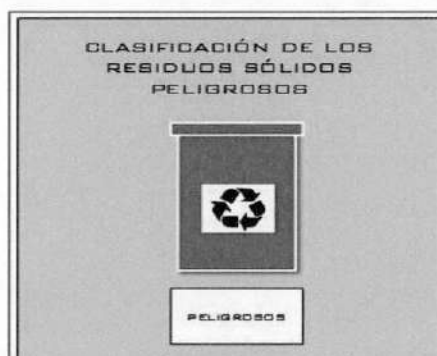 CLASIFICACIÓN DE LOS
RESIDUOS SÓLIDOS
PELIGROSOS
PELIGROSOS